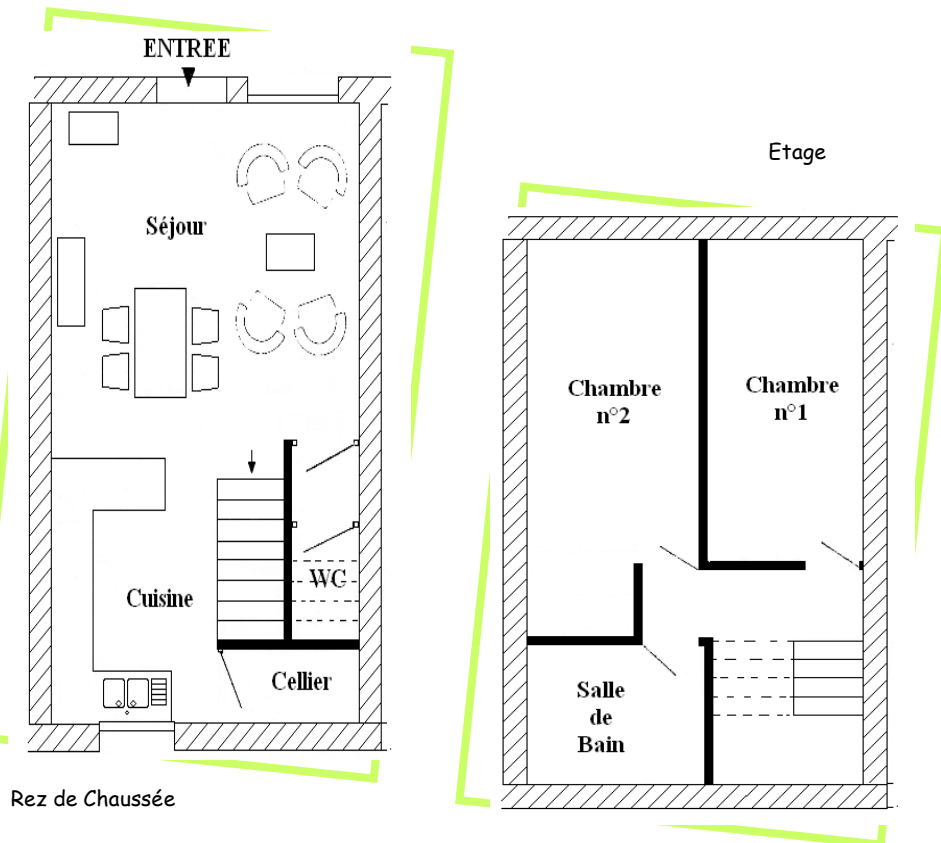 ENTREE
Séjour
WC
Cuisine
Cellier
Rez de Chaussée
Etage
Chambre
n°2
Chambre
n°1
Salle
de
Bain